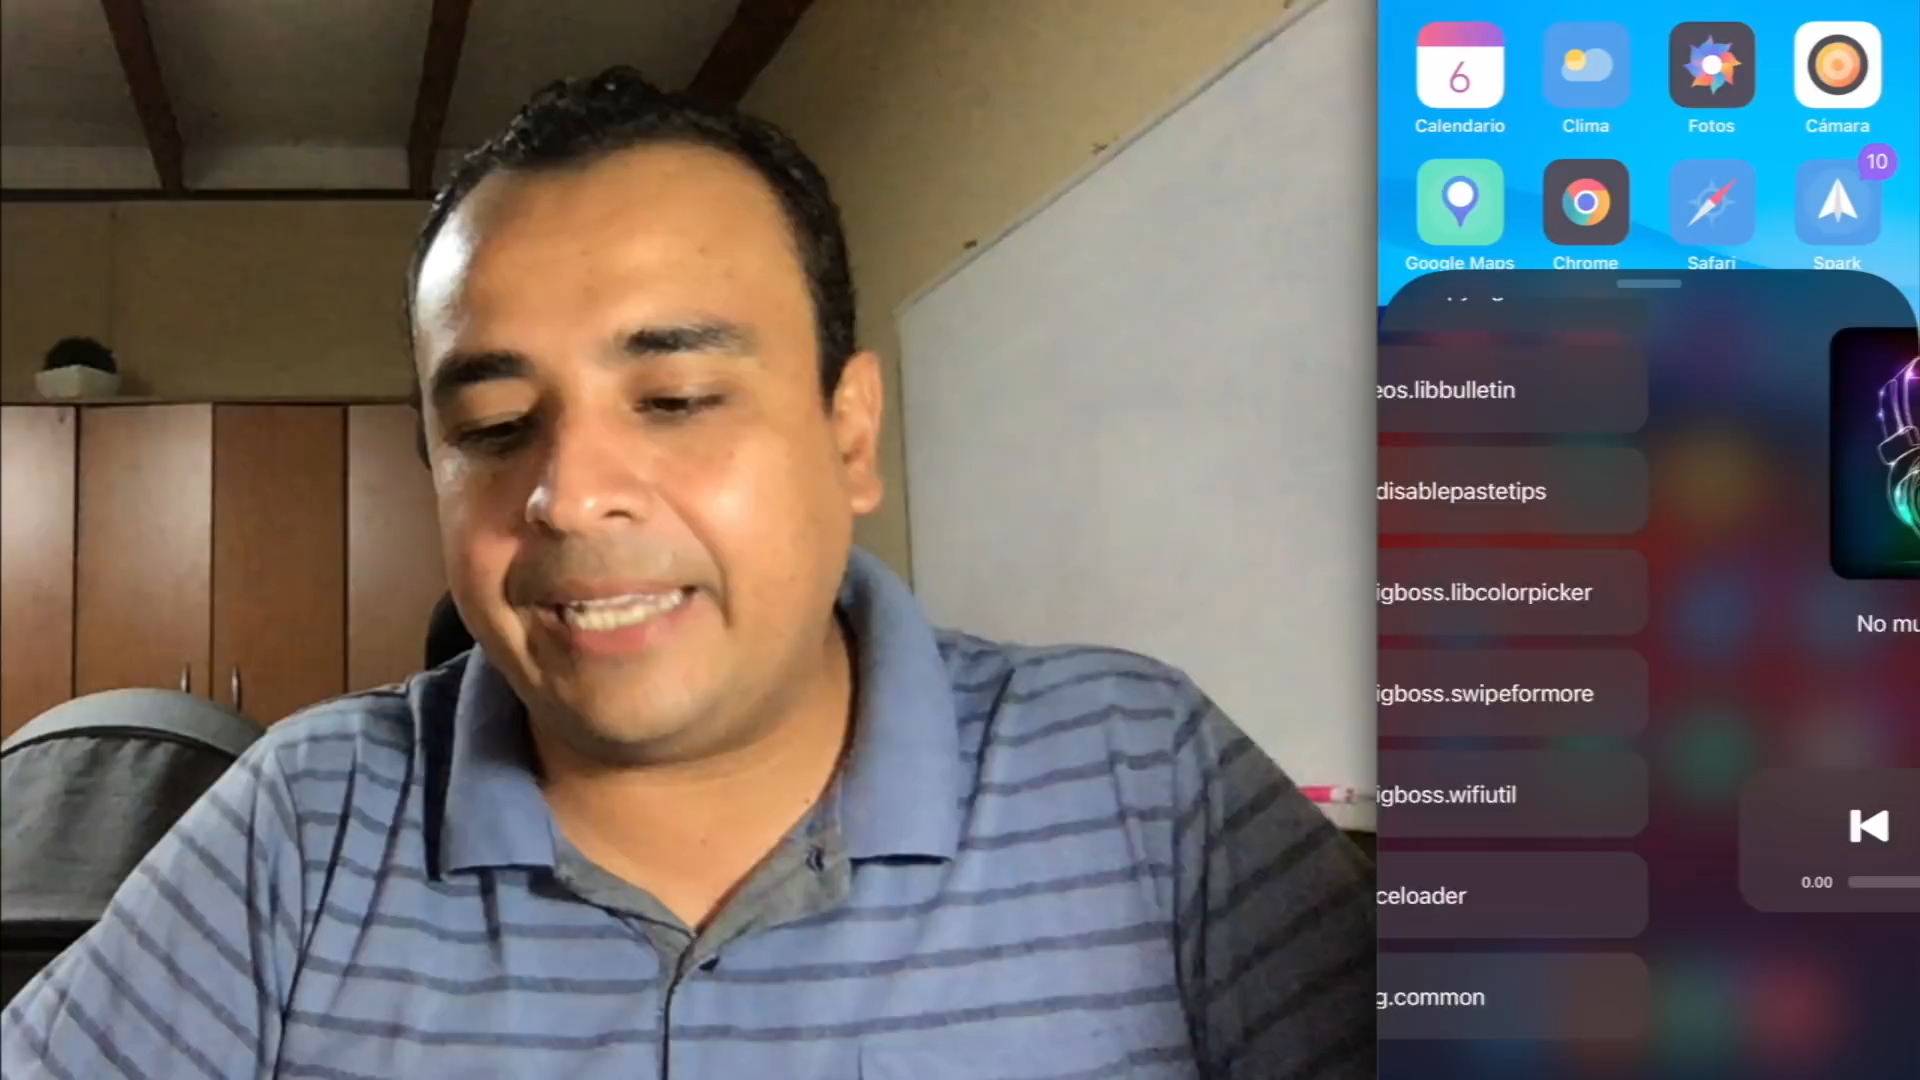 6
Calendario
Clima
Fotos
Cámara
10
Google Maps
Chrome
Safari
Spark
eos.libbulletin
disablepastetips
igboss.libcolorpicker
No mu
igboss.swipeformore
igboss.wifiutil
celoader
0.00
g.common